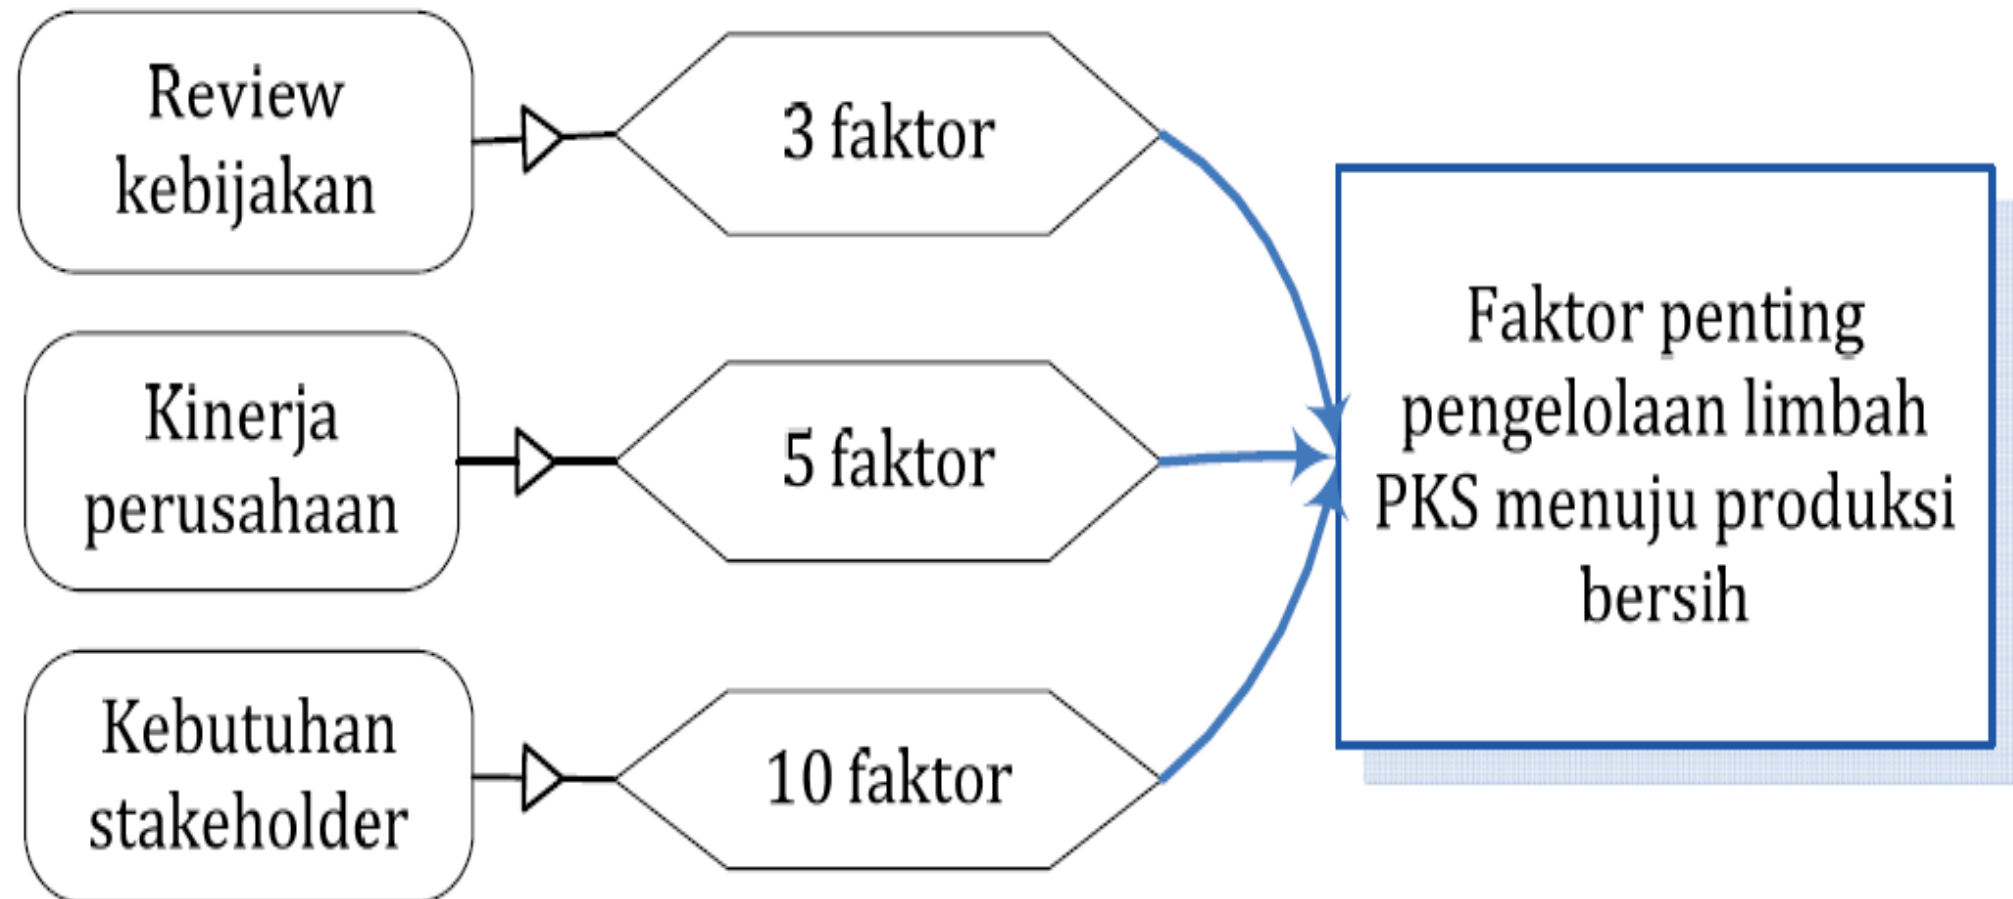 Review
kebijakan
3 faktor
Kinerja
perusahaan
5 faktor
Kebutuhan
stakeholder
10 faktor
Faktor penting
pengelolaan limbah
PKS menuju produksi
bersih